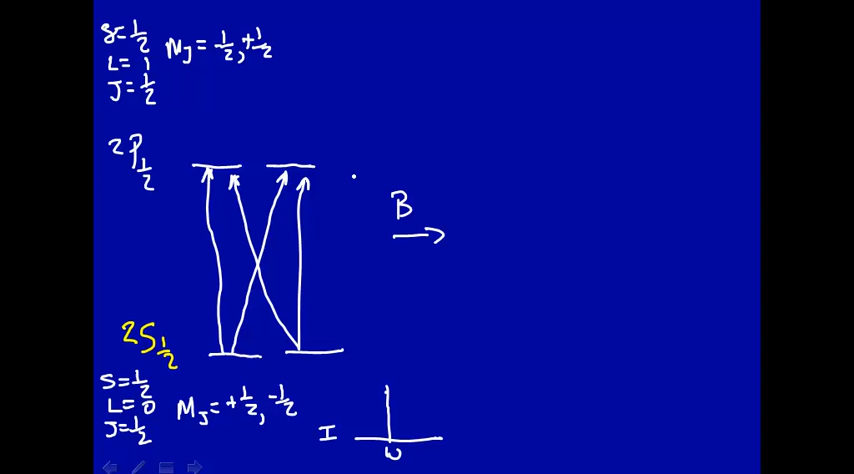 S=1/2
L=1
J=1/2
MJ=-1/2,+1/2
2P1/2
B
2S1/2
S=1/2
L=0
J=1/2
MJ=+1/2,-1/2
I
ω